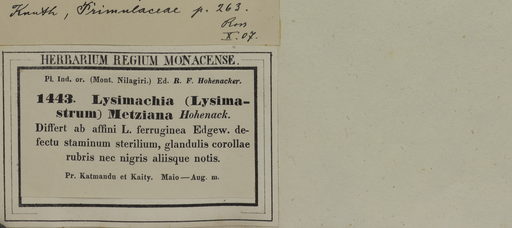 Knuth, Primulaceae p. 263.
X. 07.
HERBARIUM REGIUM MONACENSE.
Pl. Ind. or. (Mont. Nilagiri.) Ed. R. F. Hohenacker.
1443. Lysimachia (Lysima-
strum) Metziana Hohenack.
Differt ab affini L. ferruginea Edgew. de-
fectu staminum sterilium, glandulis corollae
rubris nec nigris aliisque notis.
Pr. Katmandu et Kaity. Maio—Aug. m.